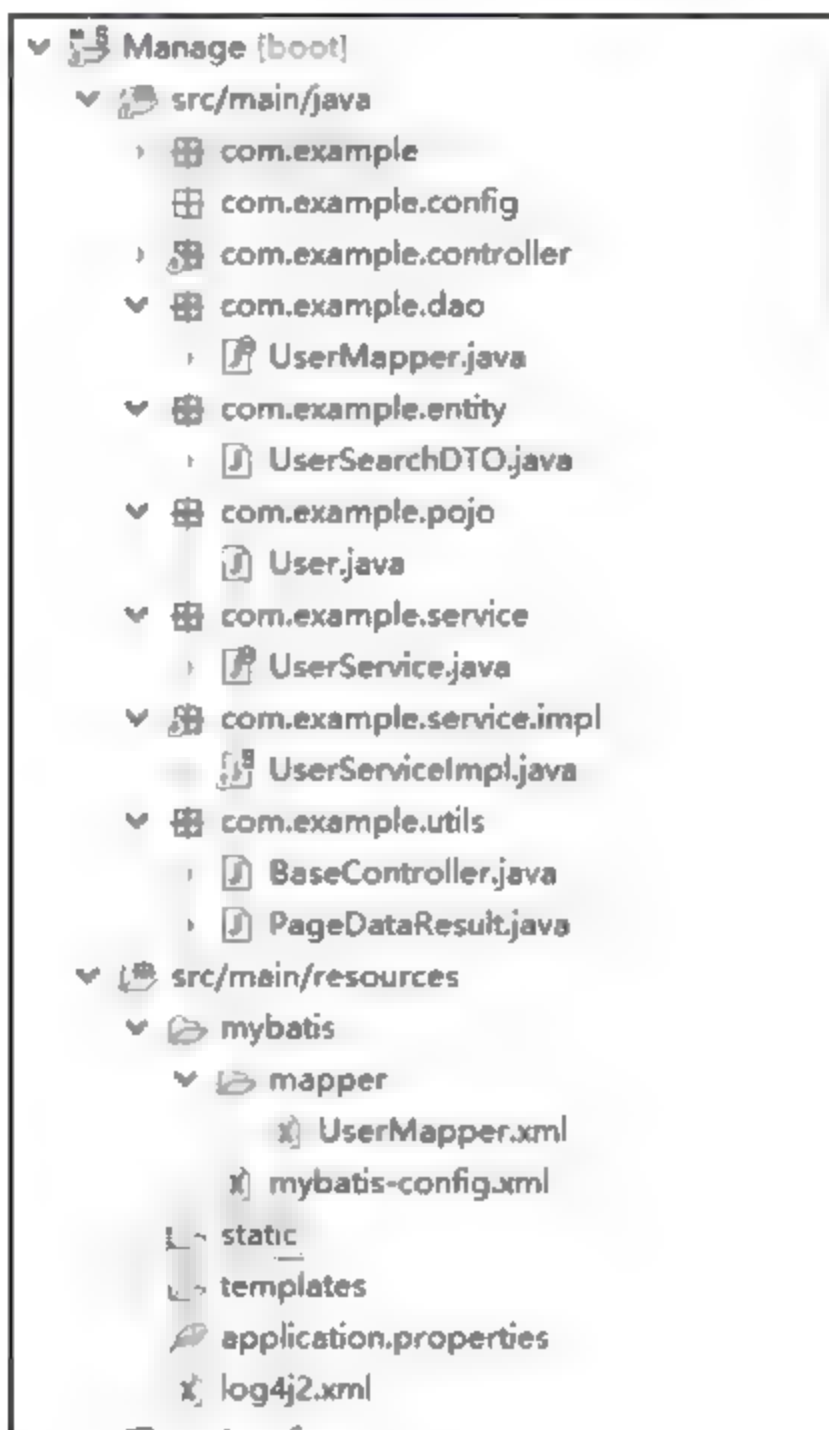 Manage [boot]
src/main/java
com.example
com.example.config
com.example.controller
com.example.dao
UserMapper.java
com.example.entity
UserSearchDTO.java
com.example.pojo
User.java
com.example.service
UserService.java
com.example.service.impl
UserServiceImpl.java
com.example.utils
BaseController.java
PageDataResult.java
src/main/resources
mybatis
mapper
UserMapper.xml
mybatis-config.xml
static
templates
application.properties
log4j2.xml